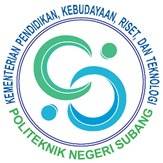 KEMENTERIAN PENDIDIKAN, KEBUDAYAAN, RISET, DAN TEKNOLOGI
POLITEKNIK NEGERI SUBANG